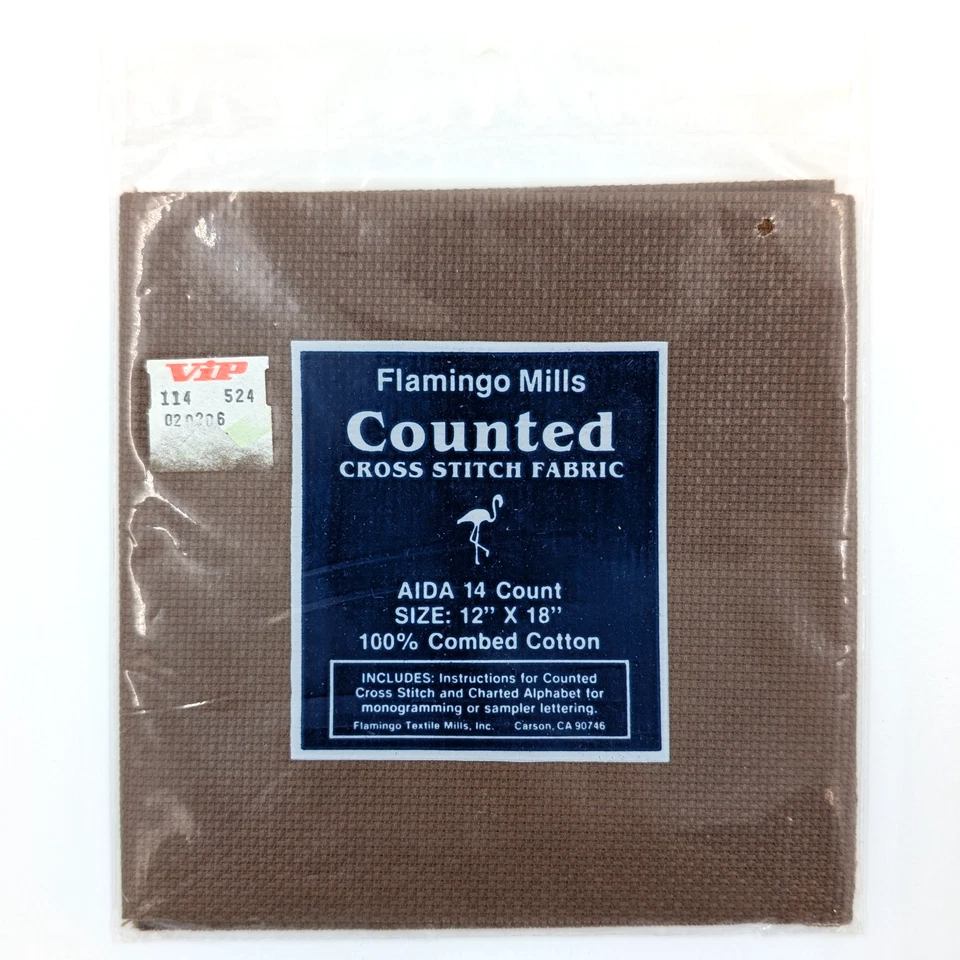 ViP
114 524
Flamingo Mills
Counted
CROSS STITCH FABRIC
AIDA 14 Count
SIZE: 12” X 18”
100% Combed Cotton
INCLUDES: Instructions for Counted
Cross Stitch and Charted Alphabet for
monogramming or sampler lettering.
Flamingo Textile Mills, Inc. Carson, CA 90746